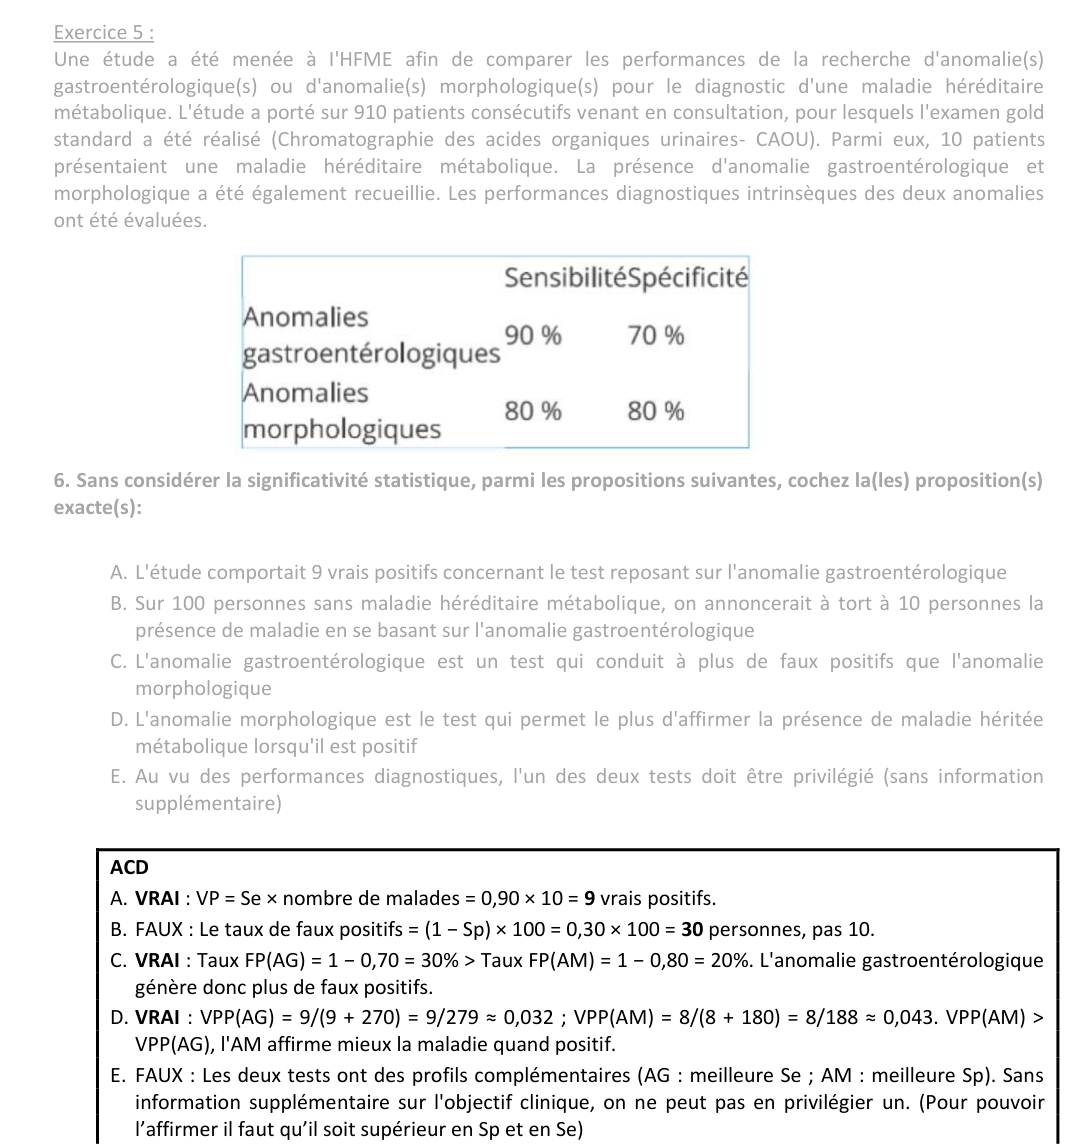 Exercice 5 :
Une étude a été menée à l'HFME afin de comparer les performances de la recherche d'anomalie(s)
gastroentérologique(s) ou d'anomalie(s) morphologique(s) pour le diagnostic d'une maladie héréditaire
métabolique. L'étude a porté sur 910 patients consécutifs venant en consultation, pour lesquels l'examen gold
standard a été réalisé (Chromatographie des acides organiques urinaires- CAOU). Parmi eux, 10 patients
présentaient une maladie héréditaire métabolique. La présence d'anomalie gastroentérologique et
morphologique a été également recueillie. Les performances diagnostiques intrinsèques des deux anomalies
ont été évaluées.
Sensibilité Spécificité
Anomalies
gastroentérologiques 90 % 70 %
Anomalies
morphologiques 80 % 80 %
6. Sans considérer la significativité statistique, parmi les propositions suivantes, cochez la(les) proposition(s)
exacte(s):
A. L'étude comportait 9 vrais positifs concernant le test reposant sur l'anomalie gastroentérologique
B. Sur 100 personnes sans maladie héréditaire métabolique, on annoncerait à tort à 10 personnes la
présence de maladie en se basant sur l'anomalie gastroentérologique
C. L'anomalie gastroentérologique est un test qui conduit à plus de faux positifs que l'anomalie
morphologique
D. L'anomalie morphologique est le test qui permet le plus d'affirmer la présence de maladie héritée
métabolique lorsqu'il est positif
E. Au vu des performances diagnostiques, l'un des deux tests doit être privilégié (sans information
supplémentaire)
ACD
A. VRAI : VP = Se × nombre de malades = 0,90 × 10 = 9 vrais positifs.
B. FAUX : Le taux de faux positifs = (1 − Sp) × 100 = 0,30 × 100 = 30 personnes, pas 10.
C. VRAI : Taux FP(AG) = 1 − 0,70 = 30% > Taux FP(AM) = 1 − 0,80 = 20%. L'anomalie gastroentérologique
génère donc plus de faux positifs.
D. VRAI : VPP(AG) = 9/(9 + 270) = 9/279 ≈ 0,032 ; VPP(AM) = 8/(8 + 180) = 8/188 ≈ 0,043. VPP(AM) >
VPP(AG), l'AM affirme mieux la maladie quand positif.
E. FAUX : Les deux tests ont des profils complémentaires (AG : meilleure Se ; AM : meilleure Sp). Sans
information supplémentaire sur l'objectif clinique, on ne peut pas en privilégier un. (Pour pouvoir
l’affirmer il faut qu’il soit supérieur en Sp et en Se)